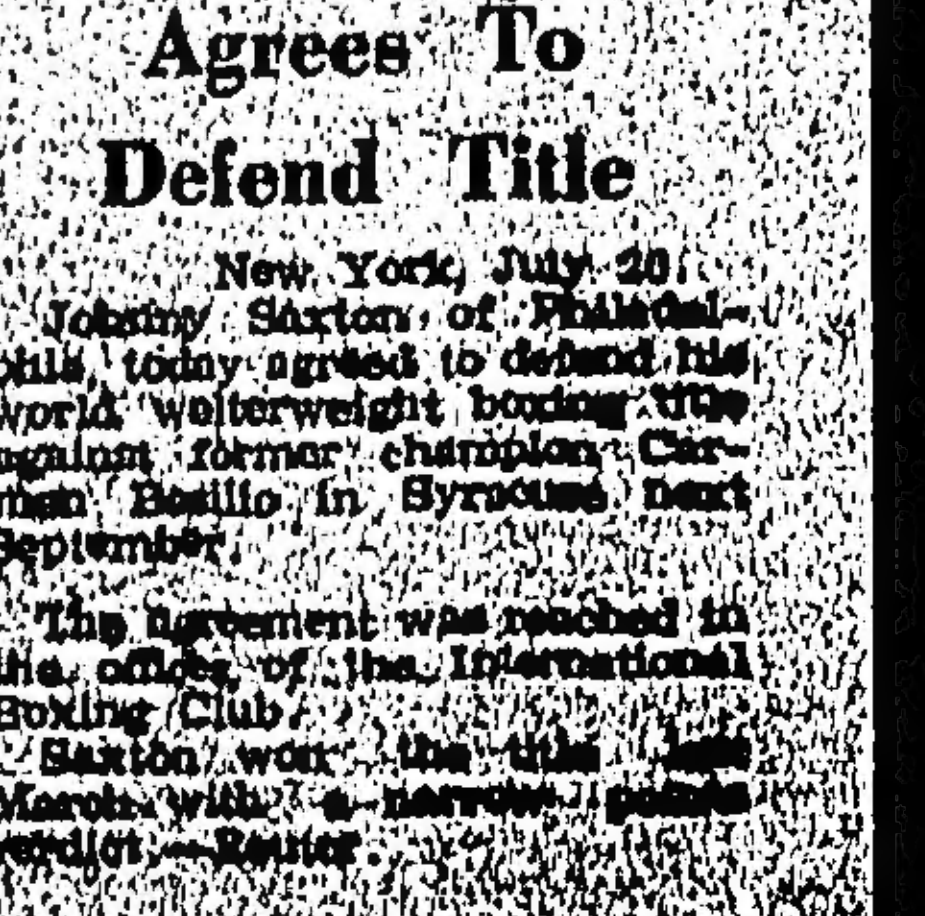 Agrees To
Defend Title
New York, July 20.
Johnny Saxton of Philadel-
phia, today agreed to defend his
world welterweight boxing title
against former champion Car-
men Basilio in Syracuse next
September.
The agreement was reached in
the offices of the International
Boxing Club.
Saxton won the title last
March with a narrow points
verdict.—Reuter.